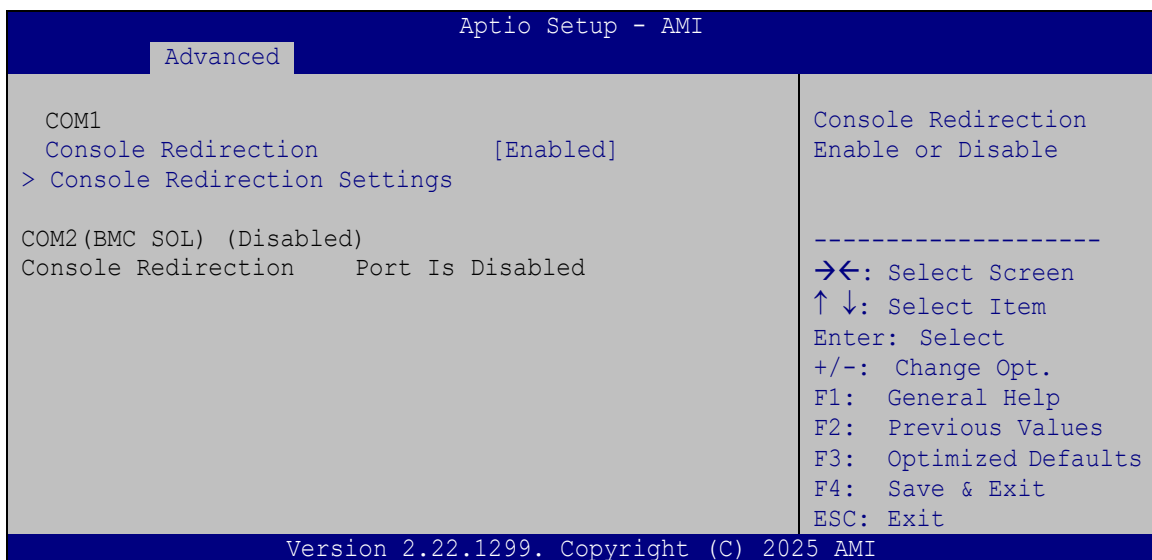 Aptio Setup - AMI
Advanced
COM1
Console Redirection [Enabled]
> Console Redirection Settings
COM2(BMC SOL) (Disabled)
Console Redirection Port Is Disabled
Console Redirection
Enable or Disable
--------------------
→←: Select Screen
↑ ↓: Select Item
Enter: Select
+/-: Change Opt.
F1: General Help
F2: Previous Values
F3: Optimized Defaults
F4: Save & Exit
ESC: Exit
Version 2.22.1299. Copyright (C) 2025 AMI